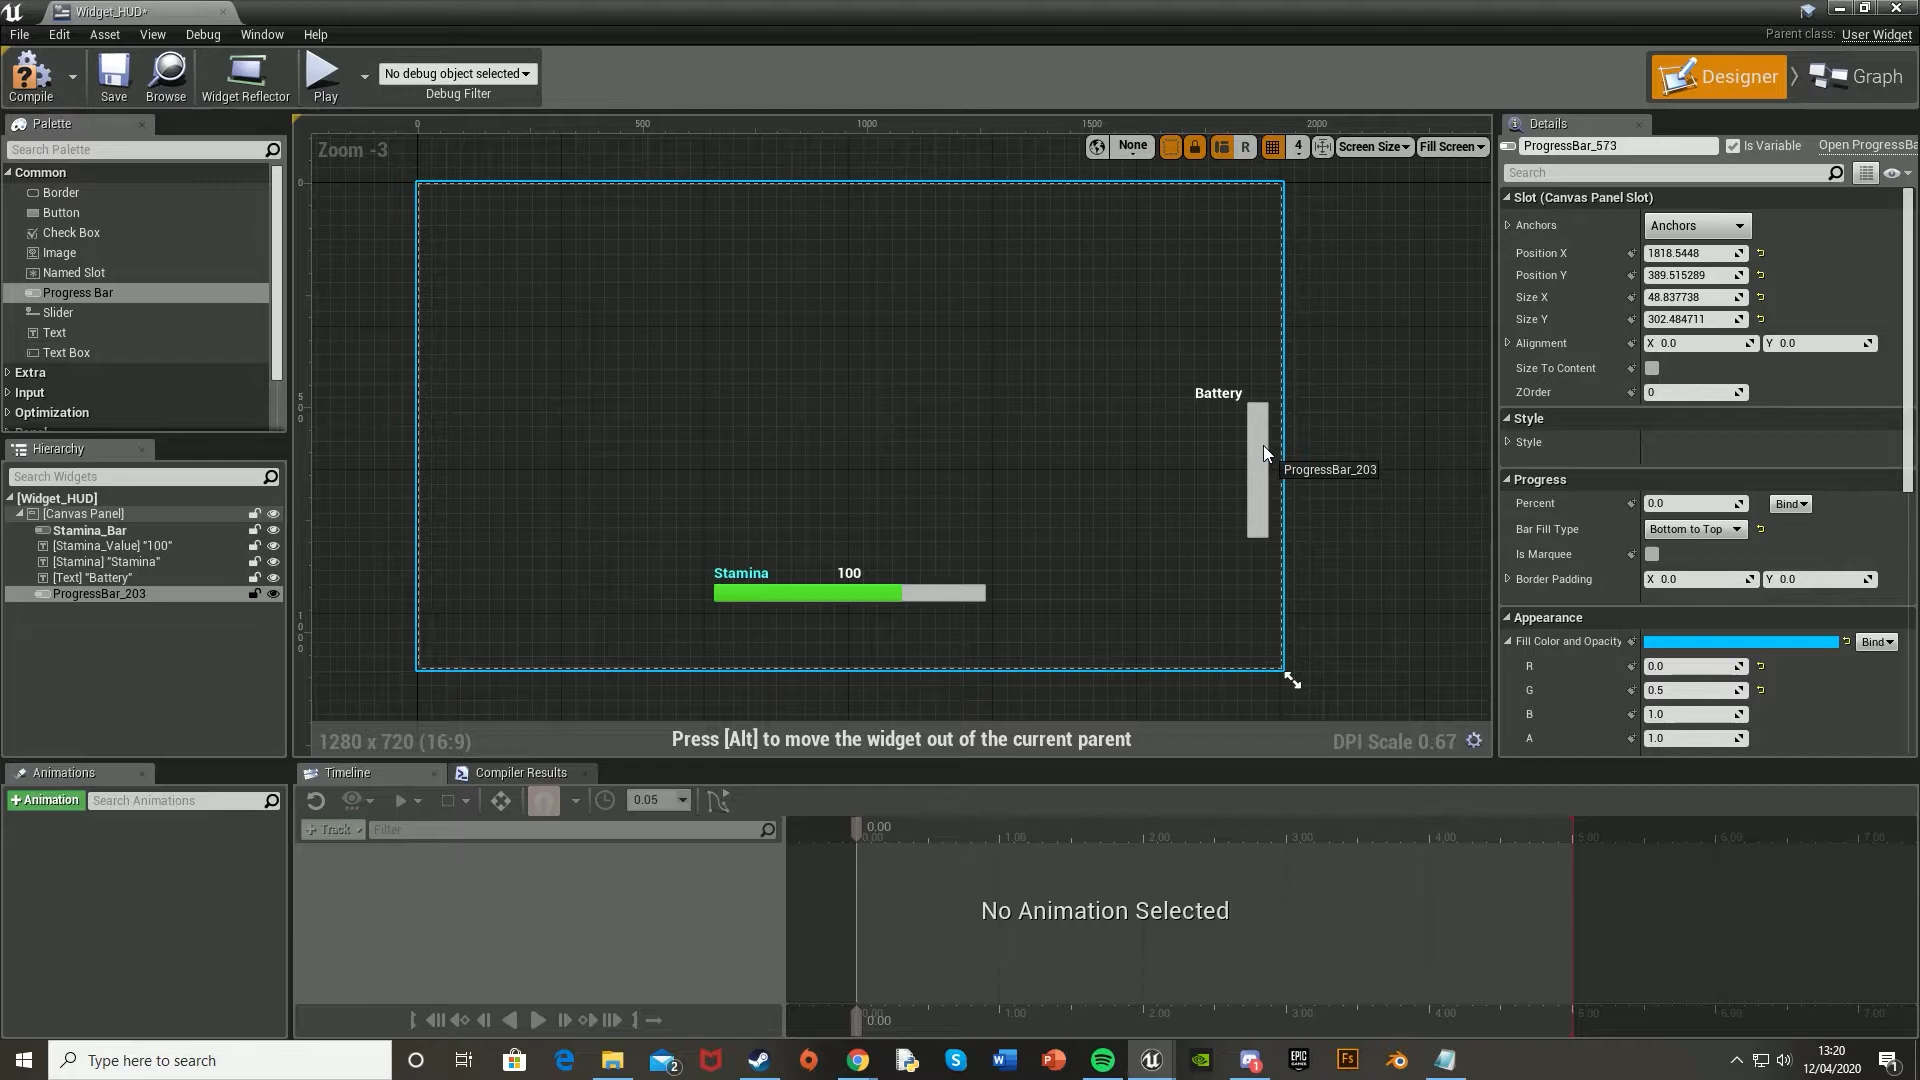 Widget_HUD*
File Edit Asset View Debug Window Help
Parent class: User Widget
Compile Save Browse Widget Reflector Play
No debug object selected
Debug Filter
Designer Graph
Palette
Search Palette
Common
Border
Button
Check Box
Image
Named Slot
Progress Bar
Slider
Text
Text Box
Extra
Input
Optimization
Hierarchy
Search Widgets
[Widget_HUD]
[Canvas Panel]
Stamina_Bar
[Stamina_Value] "100"
[Stamina] "Stamina"
[Text] "Battery"
ProgressBar_203
0 500 1000 1500 2000
Zoom -3
None R 4 Screen Size Fill Screen
0
500
1000
Battery
ProgressBar_203
Stamina 100
1280 x 720 (16:9)
Press [Alt] to move the widget out of the current parent
DPI Scale 0.67
Details
ProgressBar_573 Is Variable Open ProgressBa
Search
Slot (Canvas Panel Slot)
Anchors Anchors
Position X 1818.5448
Position Y 389.515289
Size X 48.837738
Size Y 302.484711
Alignment X 0.0 Y 0.0
Size To Content
ZOrder 0
Style
Style
Progress
Percent 0.0 Bind
Bar Fill Type Bottom to Top
Is Marquee
Border Padding X 0.0 Y 0.0
Appearance
Fill Color and Opacity Bind
R 0.0
G 0.5
B 1.0
A 1.0
Animations
+Animation Search Animations
Timeline Compiler Results
0.05
+ Track Filter
0.00
0.00 1.00 2.00 3.00 4.00 5.00 6.00 7.00
No Animation Selected
0.00 1.00 2.00 3.00 4.00 5.00 6.00 7.00
0.00
Type here to search
13:20
12/04/2020